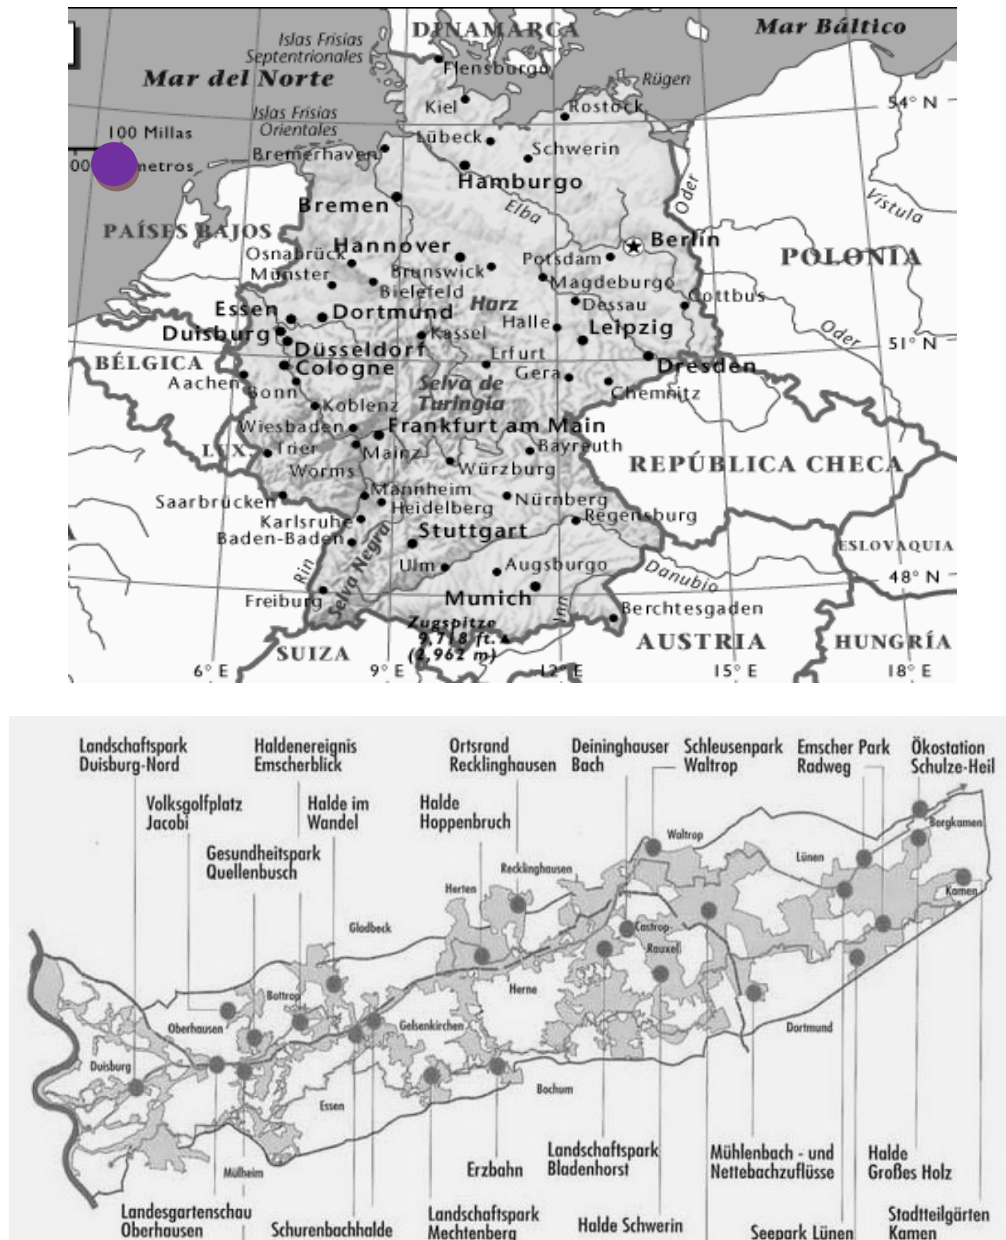 DINAMARCA
Mar Báltico
Islas Frisias
Septentrionales
Mar del Norte
Flensburgo
Rügen
Kiel
Rostock
54° N
Islas Frisias
Orientales
100 Millas
Lübeck
Schwerin
Bremerhaven
Hamburgo
Oder
Vístula
Bremen
Elba
PAÍSES BAJOS
Hannover
Berlín
Osnabrück
Potsdam
POLONIA
Münster
Brunswick
Magdeburgo
Bielefeld
Cottbus
Harz
Dessau
Essen
Dortmund
Halle
Leipzig
Oder
Duisburg
Kassel
51° N
Düsseldorf
Erfurt
BÉLGICA
Cologne
Gera
Dresden
Aachen
Selva de
Turingia
Chemnitz
Bonn
Koblenz
Wiesbaden
Frankfurt am Main
LUX.
Trier
Mainz
Bayreuth
REPÚBLICA CHECA
Worms
Würzburg
Saarbrücken
Mannheim
Nürnberg
Heidelberg
Karlsruhe
Regensburg
Baden-Baden
Stuttgart
ESLOVAQUIA
Selva Negra
Rin
Ulm
Augsburgo
Danubio
48° N
Freiburg
Munich
Inn
Berchtesgaden
Zugspitze
9,718 ft.
(2,962 m)
SUIZA
AUSTRIA
HUNGRÍA
6° E
9° E
12° E
15° E
18° E
Landschaftspark
Duisburg-Nord
Haldenereignis
Emscherblick
Ortsrand
Recklinghausen
Deininghauser
Bach
Schleusenpark
Waltrop
Emscher Park
Radweg
Ökostation
Schulze-Heil
Volksgolfplatz
Jacobi
Halde im
Wandel
Halde
Hoppenbruch
Gesundheitspark
Quellenbusch
Waltrop
Bergkamen
Lünen
Recklinghausen
Herten
Kamen
Gladbeck
Castrop-
Rauxel
Bottrop
Herne
Oberhausen
Gelsenkirchen
Dortmund
Duisburg
Bochum
Essen
Mülheim
Erzbahn
Landschaftspark
Bladenhorst
Mühlenbach - und
Nettebachzuflüsse
Halde
Großes Holz
Landesgartenschau
Oberhausen
Schurenbachhalde
Landschaftspark
Mechtenberg
Halde Schwerin
Seepark Lünen
Stadtteilgärten
Kamen